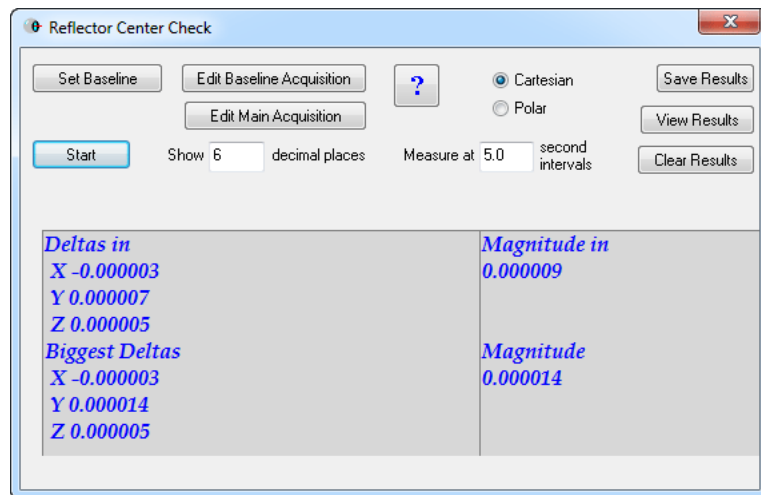 Reflector Center Check
Set Baseline
Edit Baseline Acquisition
?
Cartesian
Save Results
Edit Main Acquisition
Polar
View Results
Start
Show 6 decimal places
Measure at 5.0 second intervals
Clear Results
Deltas in
X -0.000003
Y 0.000007
Z 0.000005
Biggest Deltas
X -0.000003
Y 0.000014
Z 0.000005
Magnitude in
0.000009
Magnitude
0.000014